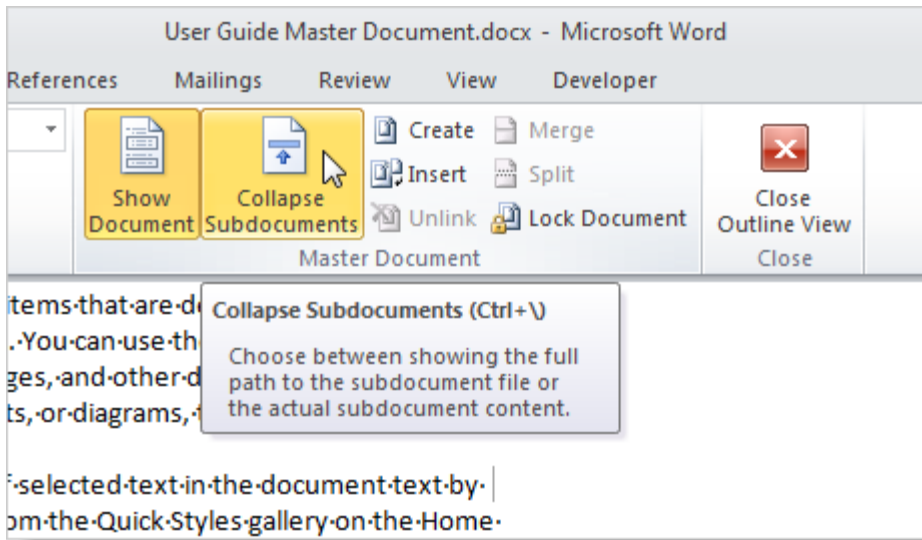 User Guide Master Document.docx - Microsoft Word
References Mailings Review View Developer
Show Document
Collapse Subdocuments
Create Merge
Insert Split
Unlink Lock Document
Close Outline View
Master Document Close
items·that·are·
Collapse Subdocuments (Ctrl+\)
.·You·can·use·
Choose between showing the full
ges,·and·other·
path to the subdocument file or
ts,·or·diagrams,·
the actual subdocument content.
selected·text·in·the·document·text·by·
om·the·Quick·Styles·gallery·on·the·Home·